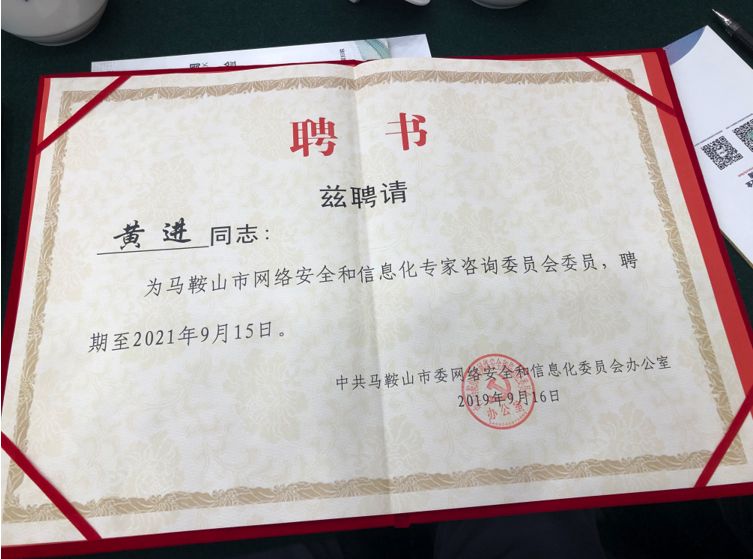 聘 书
兹聘请
黄进同志：
为马鞍山市网络安全和信息化专家咨询委员会委员，聘
期至2021年9月15日。
中共马鞍山市委网络安全和信息化委员会办公室
2019年9月16日
办公室